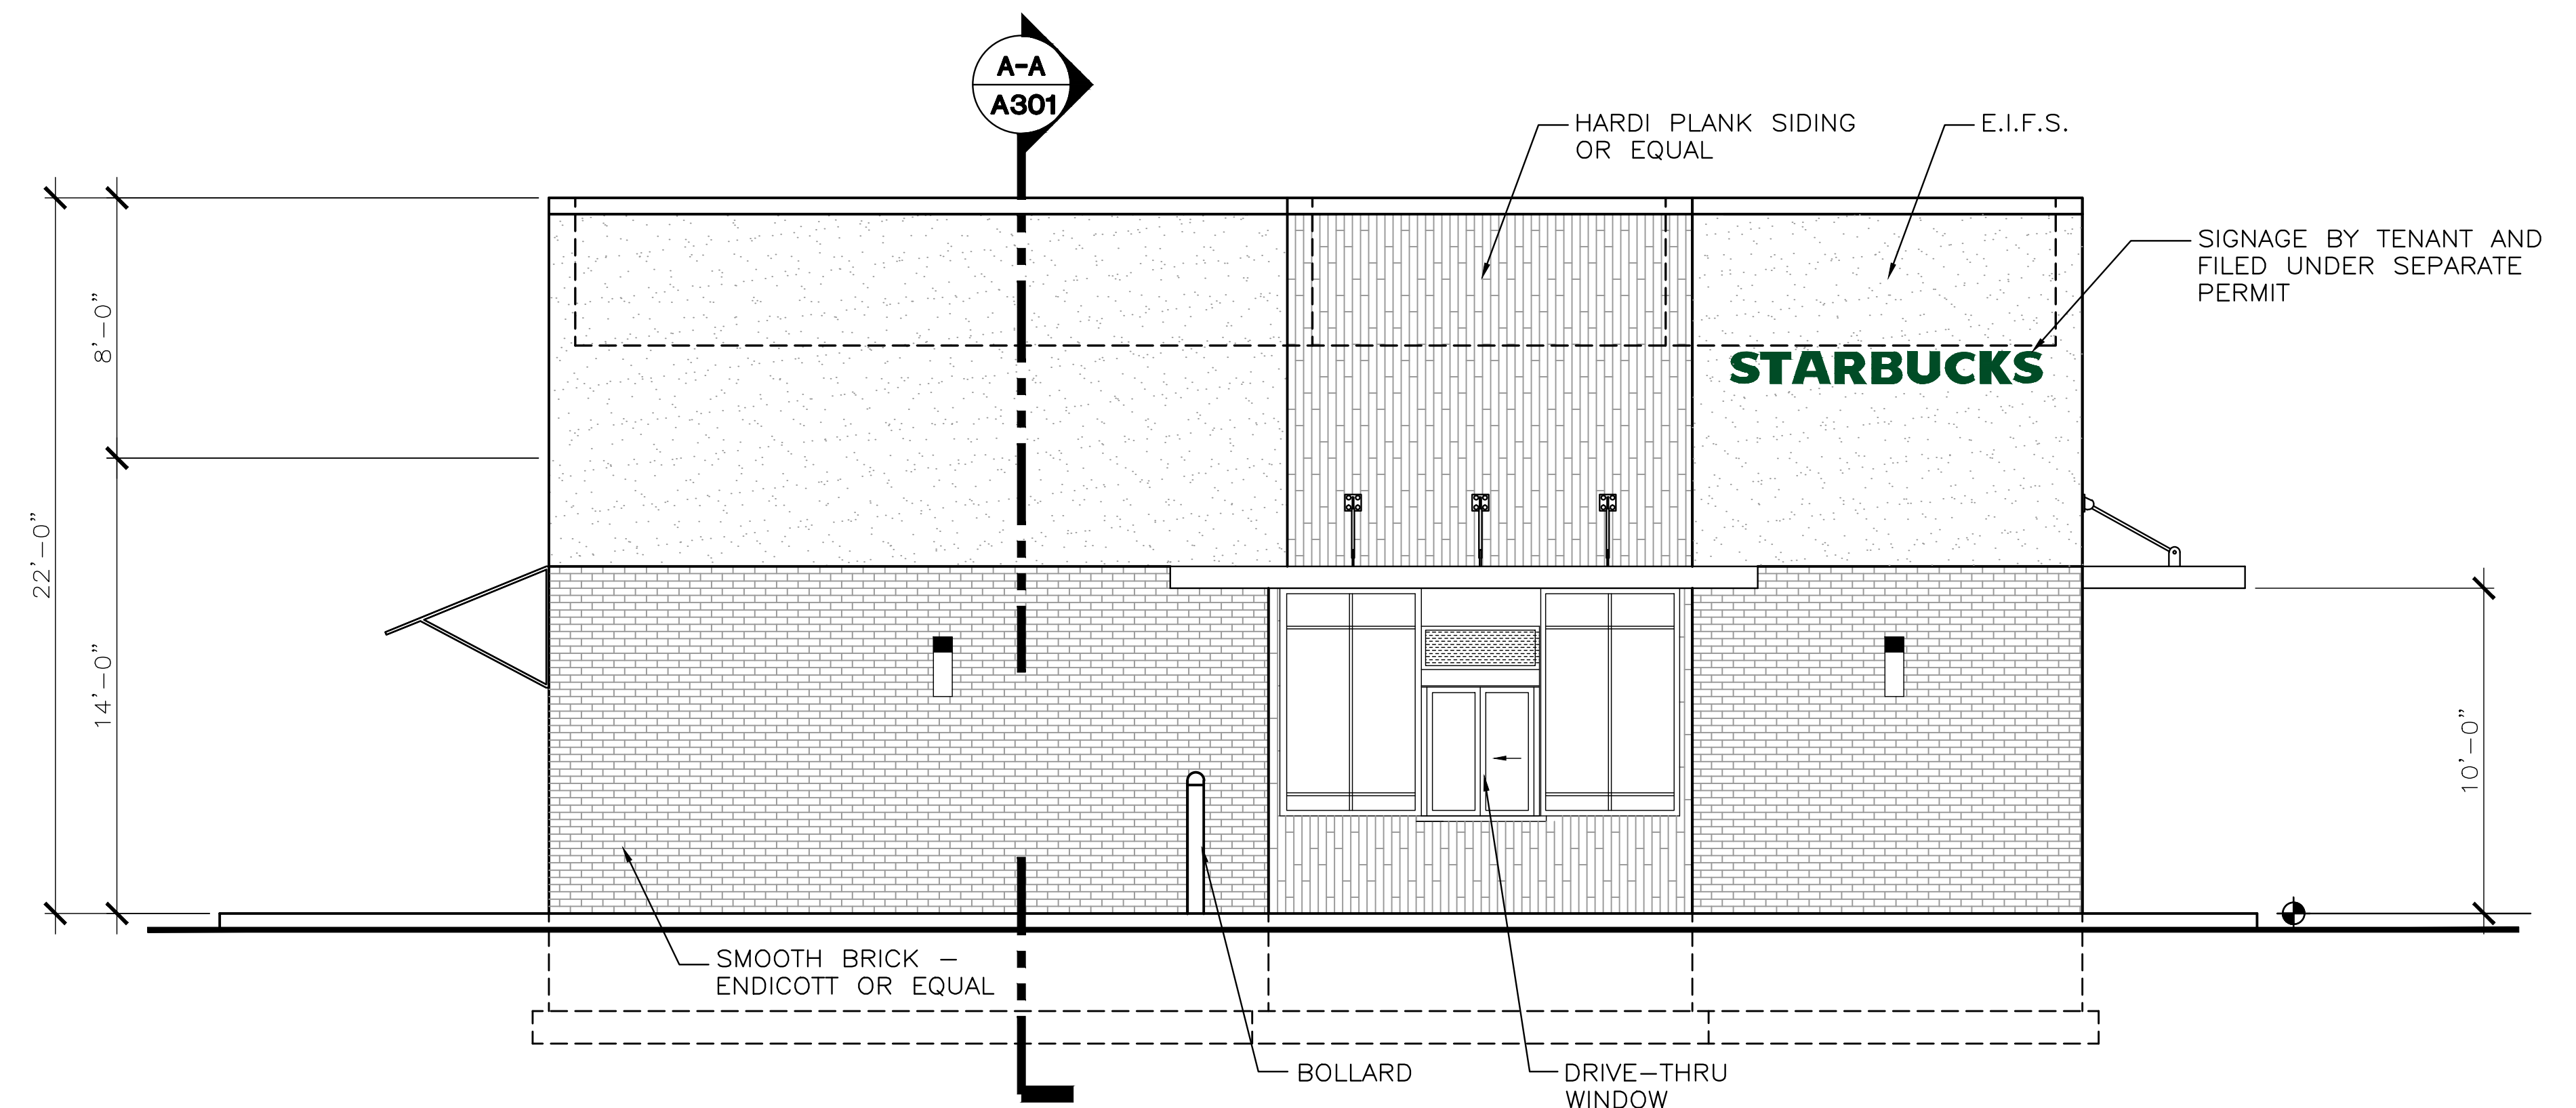 A-A
A301
HARDI PLANK SIDING
OR EQUAL
E.I.F.S.
SIGNAGE BY TENANT AND
FILED UNDER SEPARATE
PERMIT
8'-0"
STARBUCKS
22'-0"
14'-0"
10'-0"
SMOOTH BRICK -
ENDICOTT OR EQUAL
BOLLARD
DRIVE-THRU
WINDOW